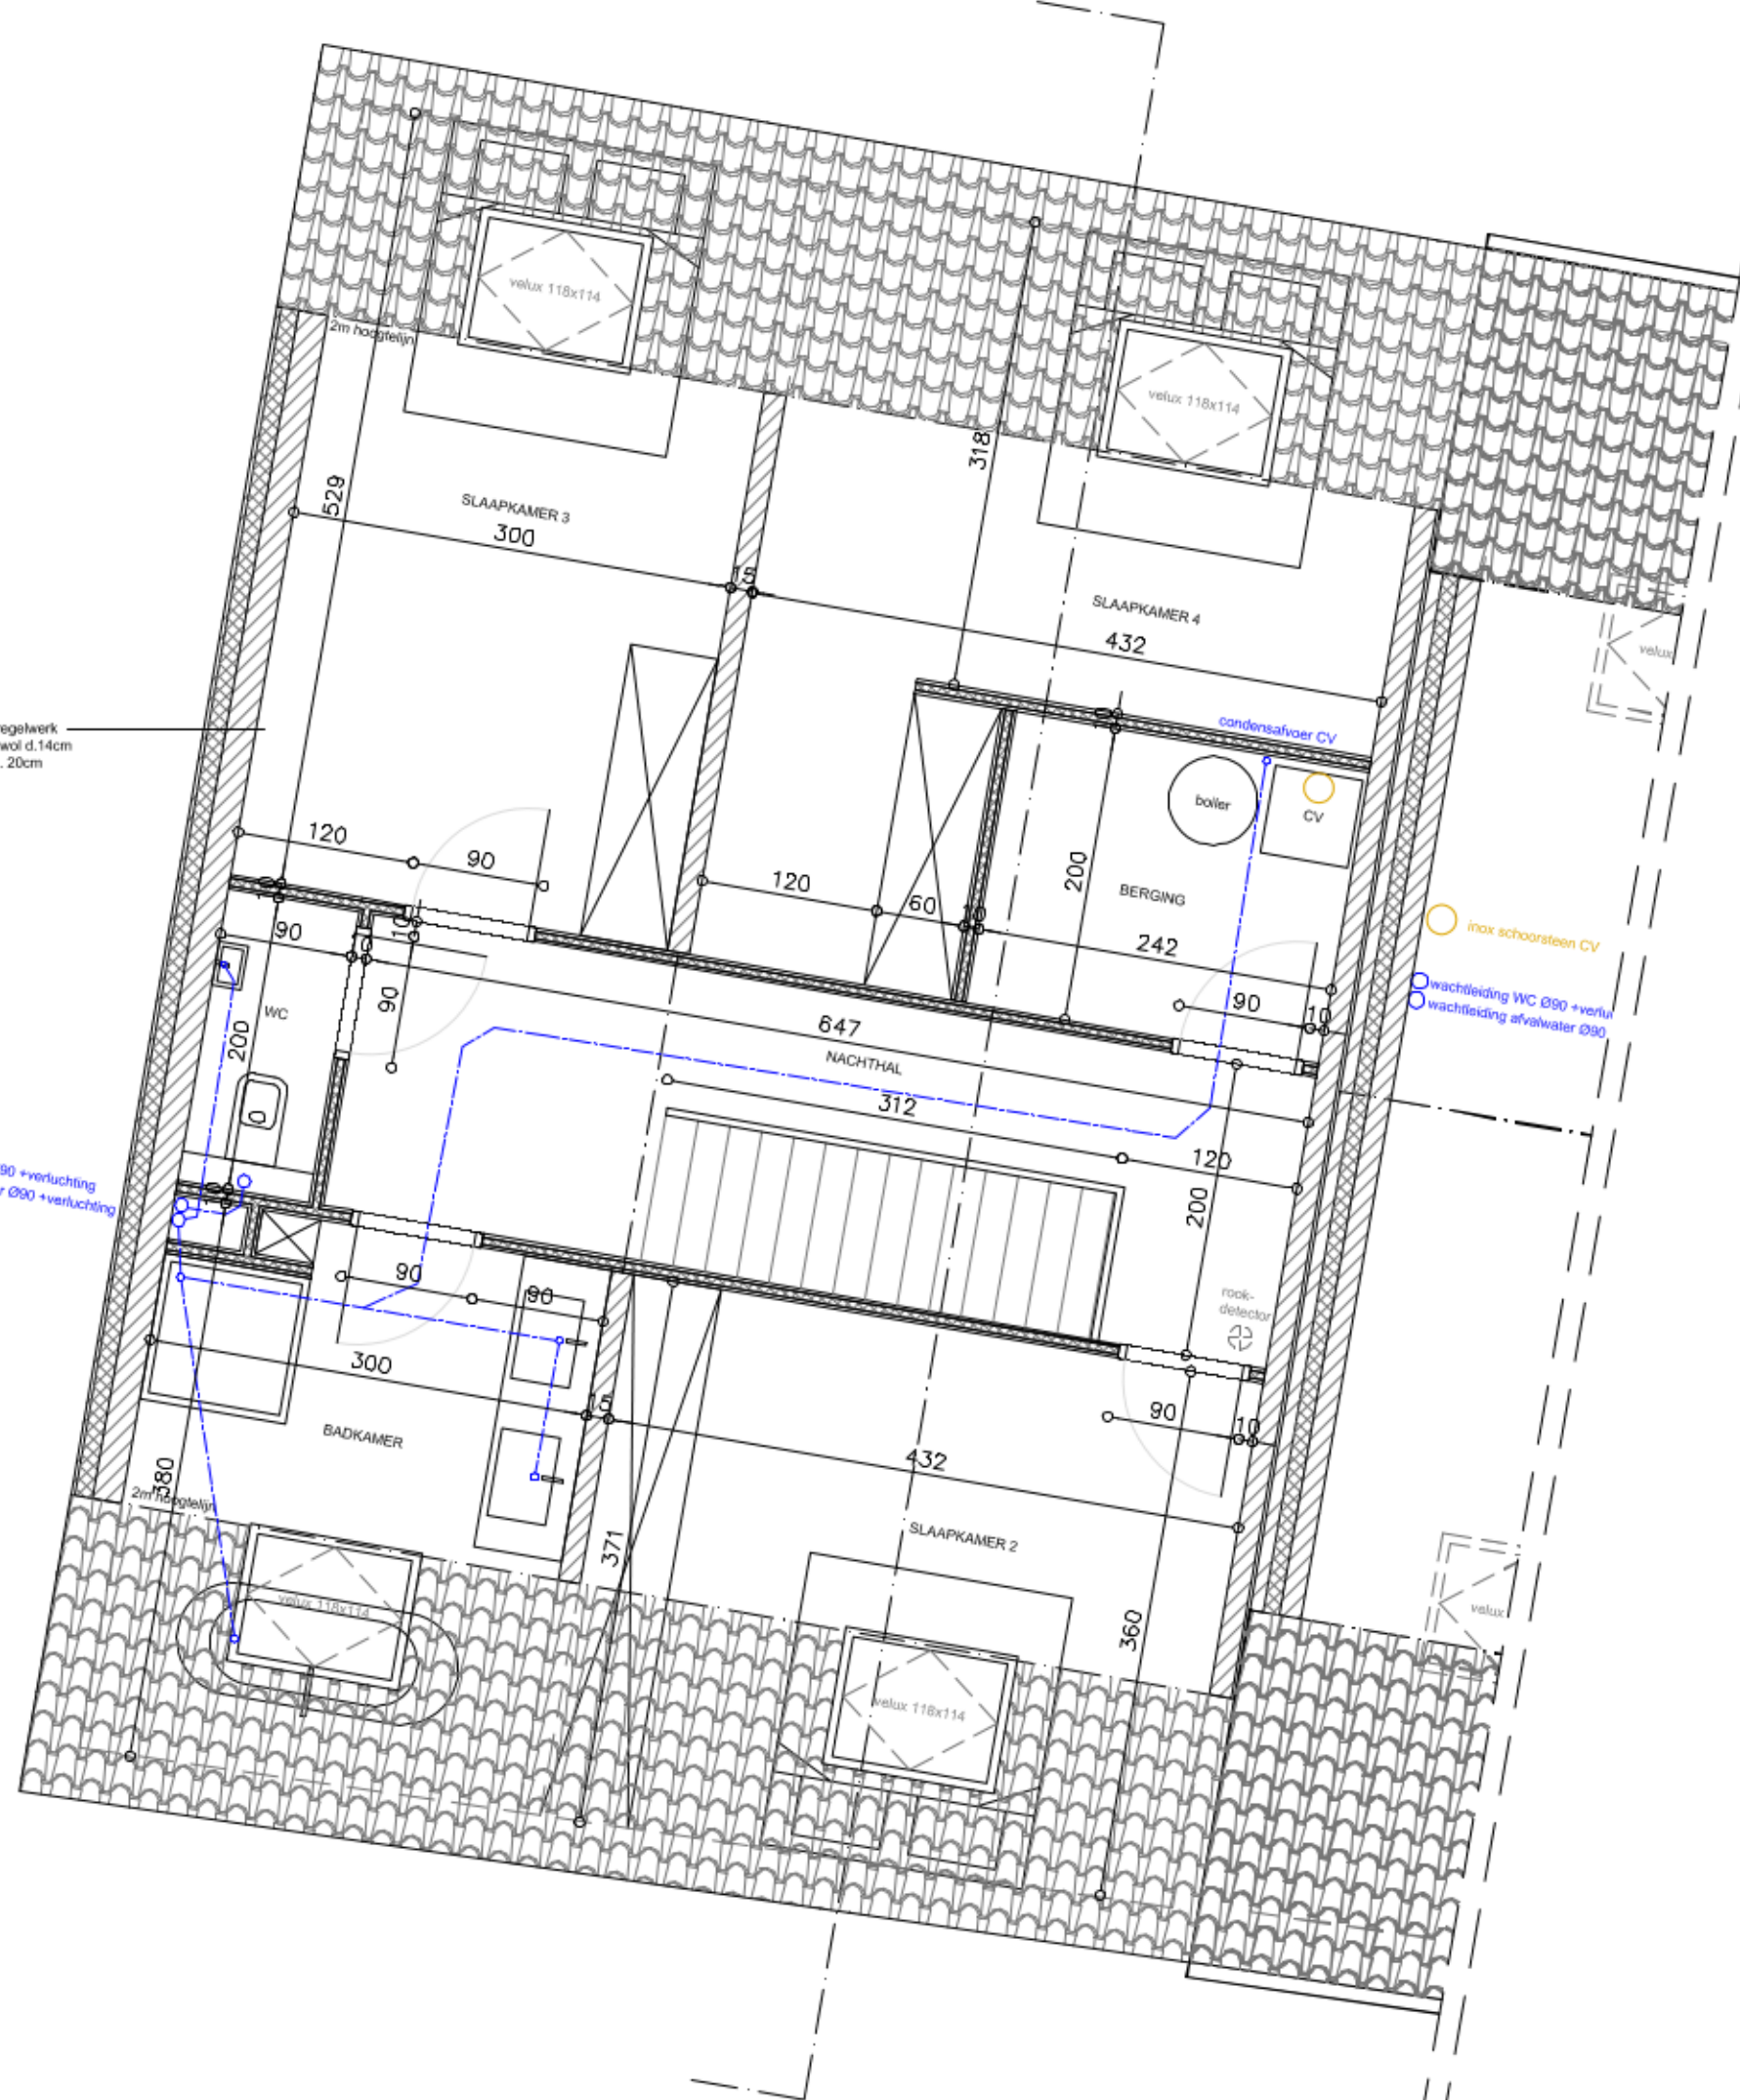 velux 118x114
2m hoogtelijn
velux 118x114
318
529
SLAAPKAMER 3
300
15
SLAAPKAMER 4
432
velux
condensafvoer CV
egelwerk
wol d.14cm
. 20cm
boiler
CV
120
90
120
60
10
200
BERGING
242
inox schoorsteen CV
90
10
10
90
WC
200
90
10
wachtleiding WC Ø90 +verlu
wachtleiding afvalwater Ø90
647
NACHTHAL
312
120
200
90 +verluchting
r Ø90 +verluchting
10
90
90
rook-
detector
300
15
90
10
BADKAMER
432
380
2m hoogtelijn
371
SLAAPKAMER 2
360
velux 118x114
velux
velux 118x114